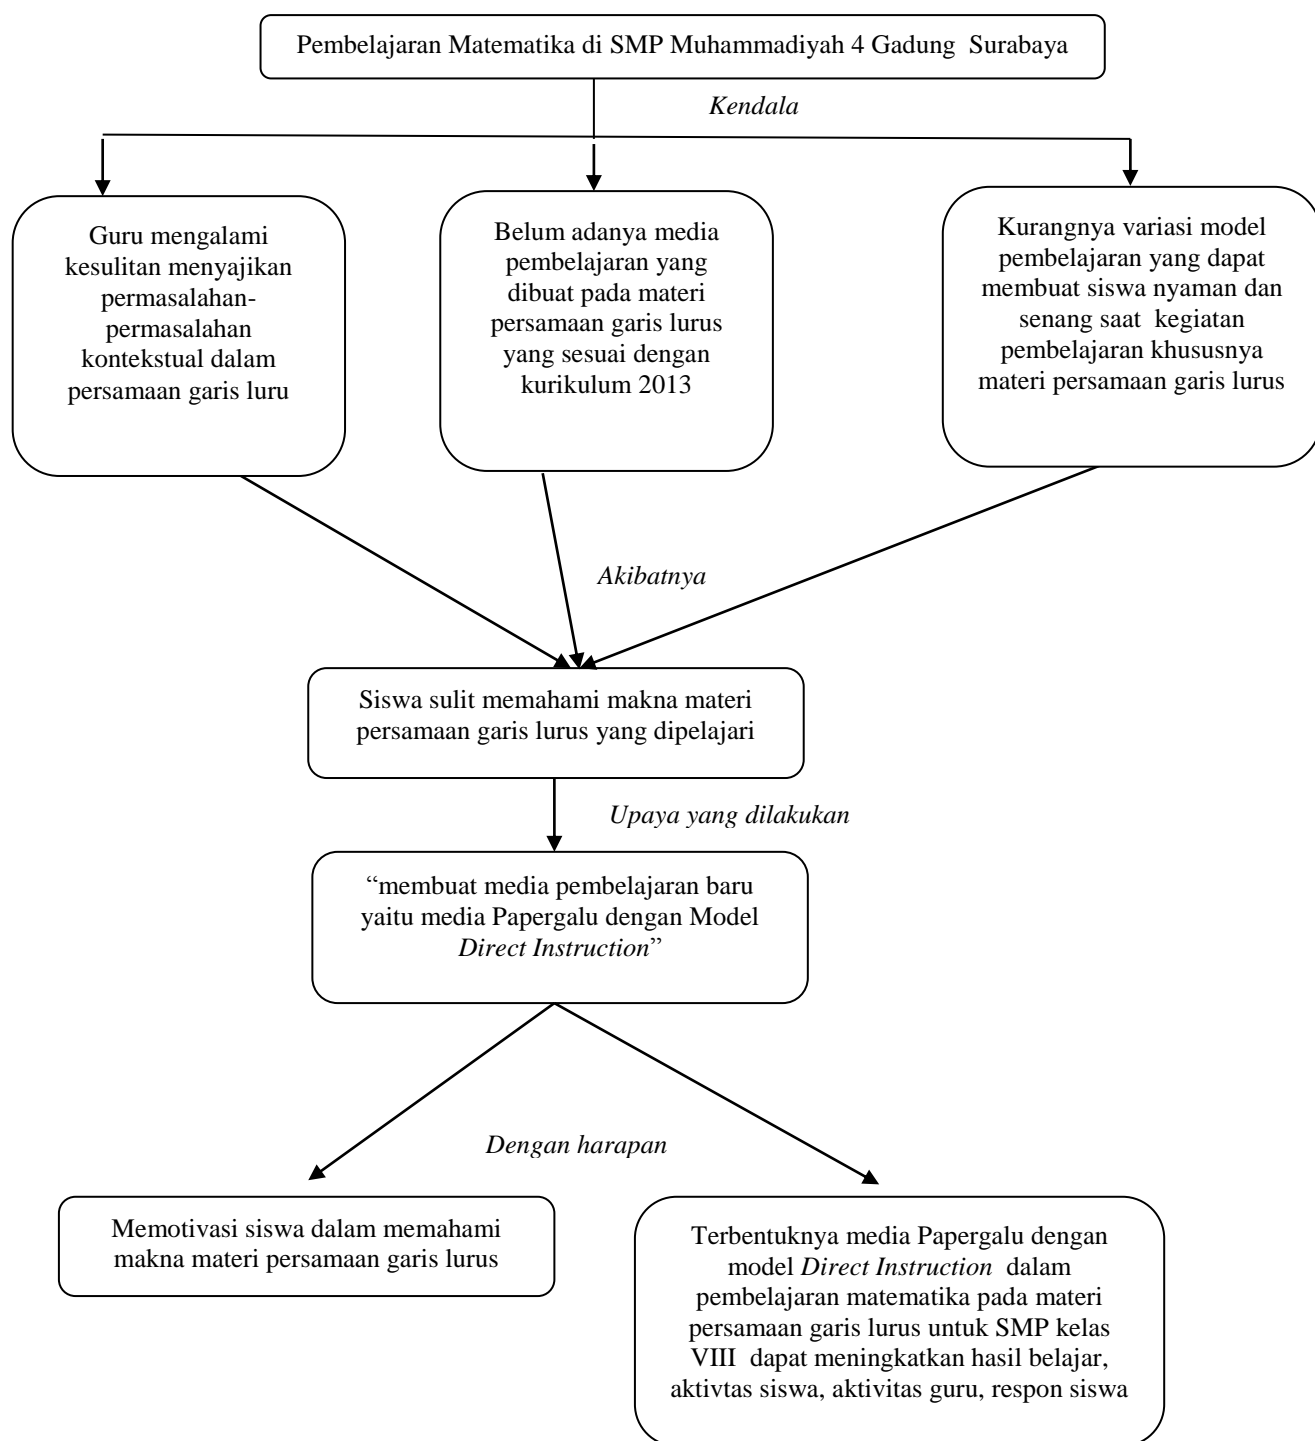 Pembelajaran Matematika di SMP Muhammadiyah 4 Gadung Surabaya
Kendala
Guru mengalami
kesulitan menyajikan
permasalahan-
permasalahan
kontekstual dalam
persamaan garis luru
Belum adanya media
pembelajaran yang
dibuat pada materi
persamaan garis lurus
yang sesuai dengan
kurikulum 2013
Kurangnya variasi model
pembelajaran yang dapat
membuat siswa nyaman dan
senang saat kegiatan
pembelajaran khususnya
materi persamaan garis lurus
Akibatnya
Siswa sulit memahami makna materi
persamaan garis lurus yang dipelajari
Upaya yang dilakukan
“membuat media pembelajaran baru
yaitu media Papergalu dengan Model
Direct Instruction”
Dengan harapan
Memotivasi siswa dalam memahami
makna materi persamaan garis lurus
Terbentuknya media Papergalu dengan
model Direct Instruction dalam
pembelajaran matematika pada materi
persamaan garis lurus untuk SMP kelas
VIII dapat meningkatkan hasil belajar,
aktivtas siswa, aktivitas guru, respon siswa